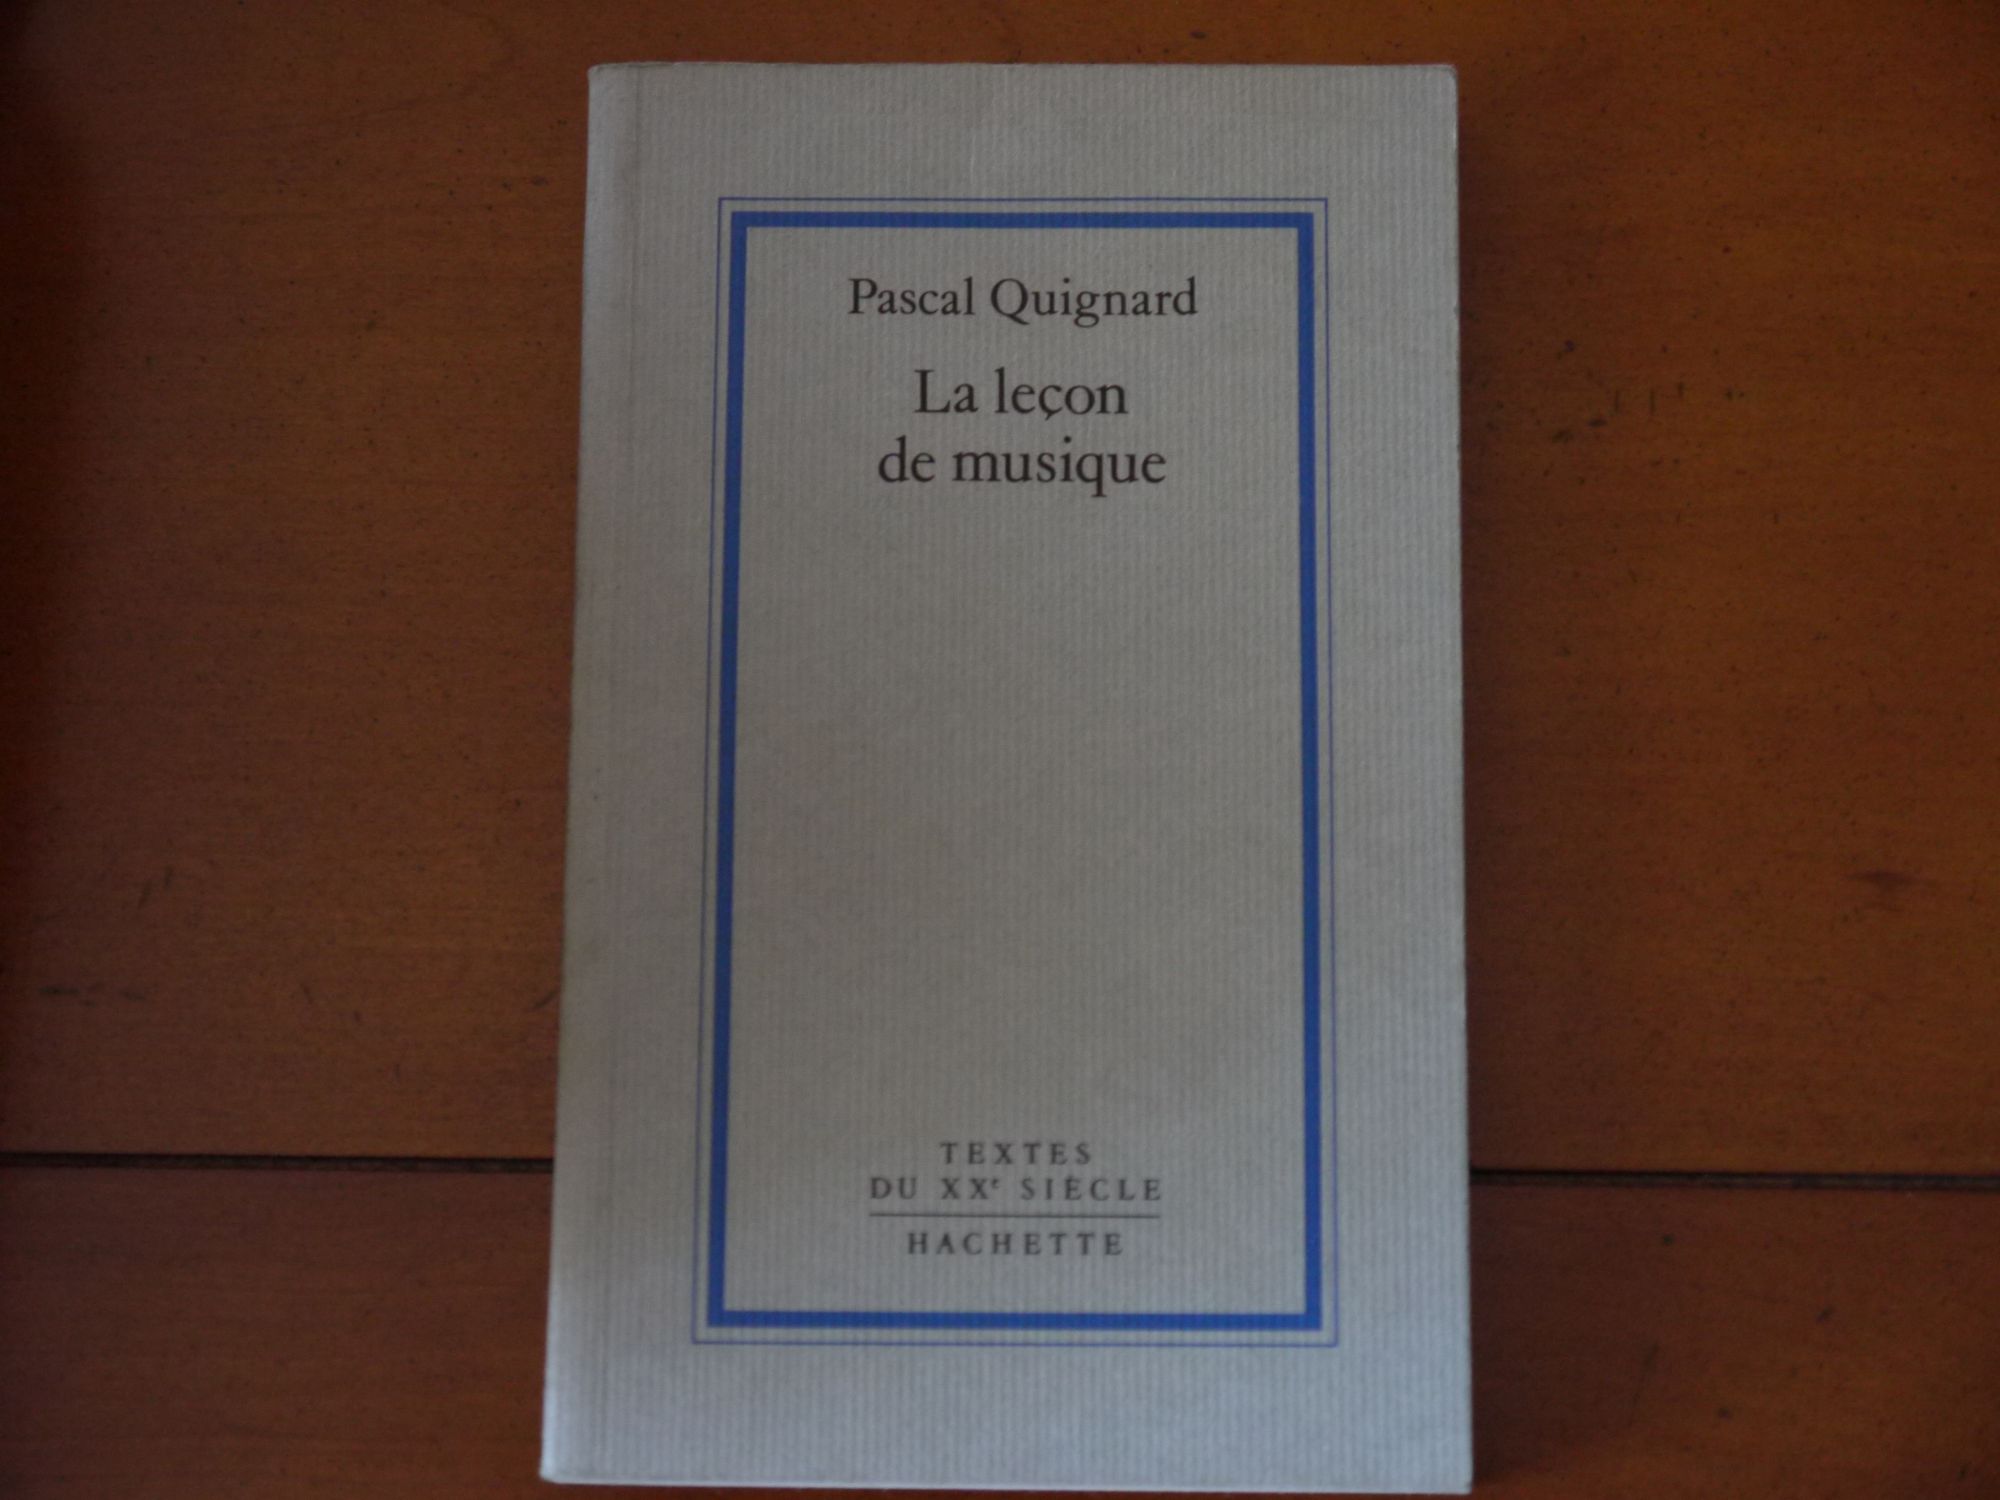 Pascal Quignard
La leçon
de musique
TEXTES
DU XXᵉ SIÈCLE
HACHETTE